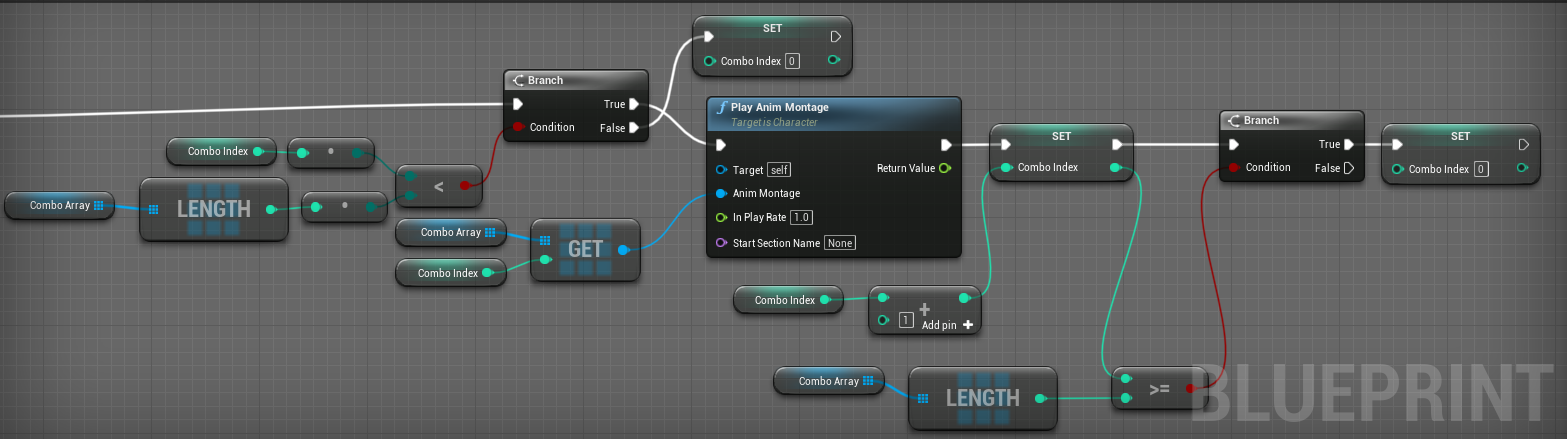 SET
Combo Index 0
Branch
True
Condition
False
Play Anim Montage
Target is Character
Target self
Return Value
Anim Montage
In Play Rate 1.0
Start Section Name None
SET
Combo Index
Branch
True
Condition
False
SET
Combo Index 0
Combo Index
•
Combo Array
LENGTH
•
<
Combo Array
Combo Index
GET
Combo Index
+
1
Add pin +
Combo Array
LENGTH
>=
BLUEPRINT